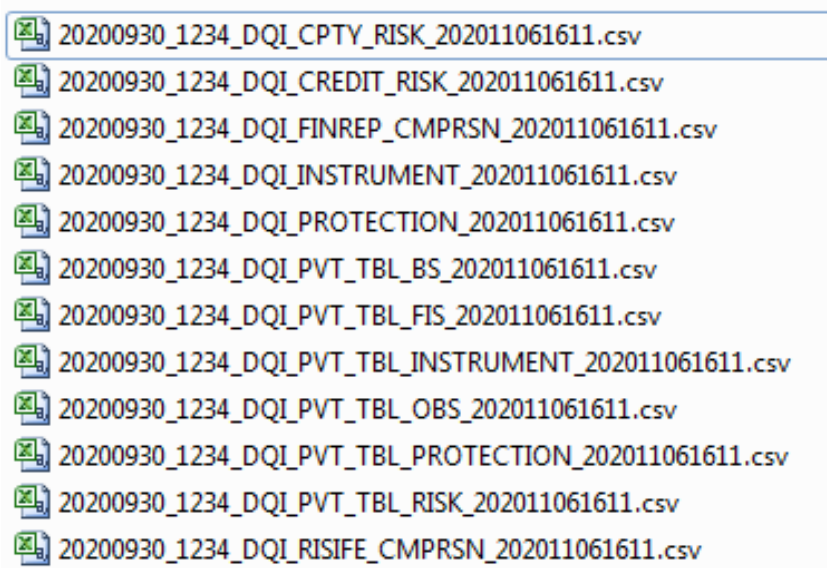 20200930_1234_DQI_CPTY_RISK_202011061611.csv
20200930_1234_DQI_CREDIT_RISK_202011061611.csv
20200930_1234_DQI_FINREP_CMPRSN_202011061611.csv
20200930_1234_DQI_INSTRUMENT_202011061611.csv
20200930_1234_DQI_PROTECTION_202011061611.csv
20200930_1234_DQI_PVT_TBL_BS_202011061611.csv
20200930_1234_DQI_PVT_TBL_FIS_202011061611.csv
20200930_1234_DQI_PVT_TBL_INSTRUMENT_202011061611.csv
20200930_1234_DQI_PVT_TBL_OBS_202011061611.csv
20200930_1234_DQI_PVT_TBL_PROTECTION_202011061611.csv
20200930_1234_DQI_PVT_TBL_RISK_202011061611.csv
20200930_1234_DQI_RISIFE_CMPRSN_202011061611.csv